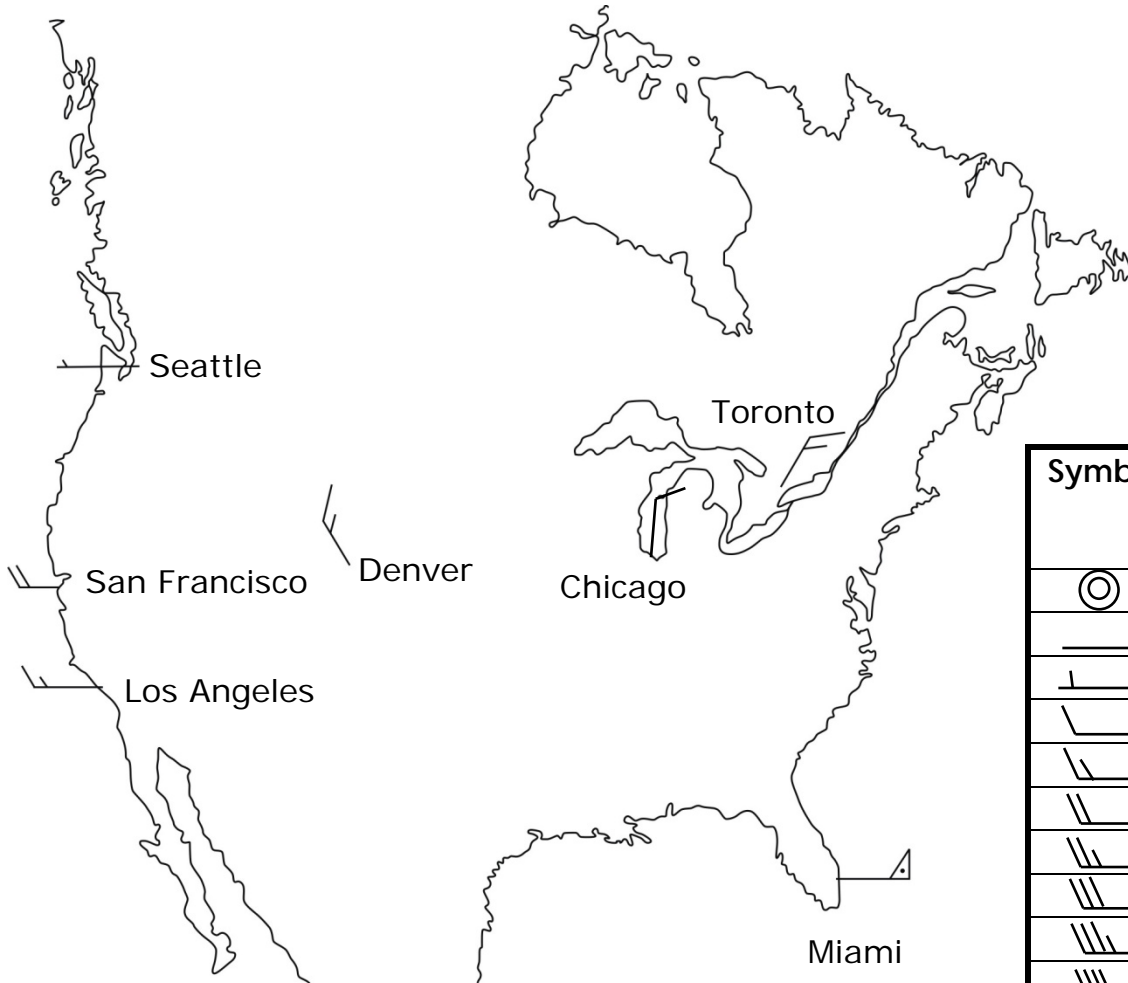 Seattle
Toronto
Symb
San Francisco
Denver
Chicago
Los Angeles
Miami